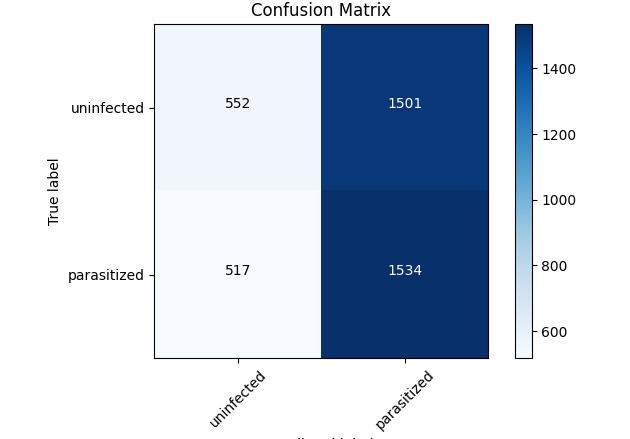 Confusion Matrix
uninfected
552
1501
True label
parasitized
517
1534
uninfected
parasitized
1400
1200
1000
800
600